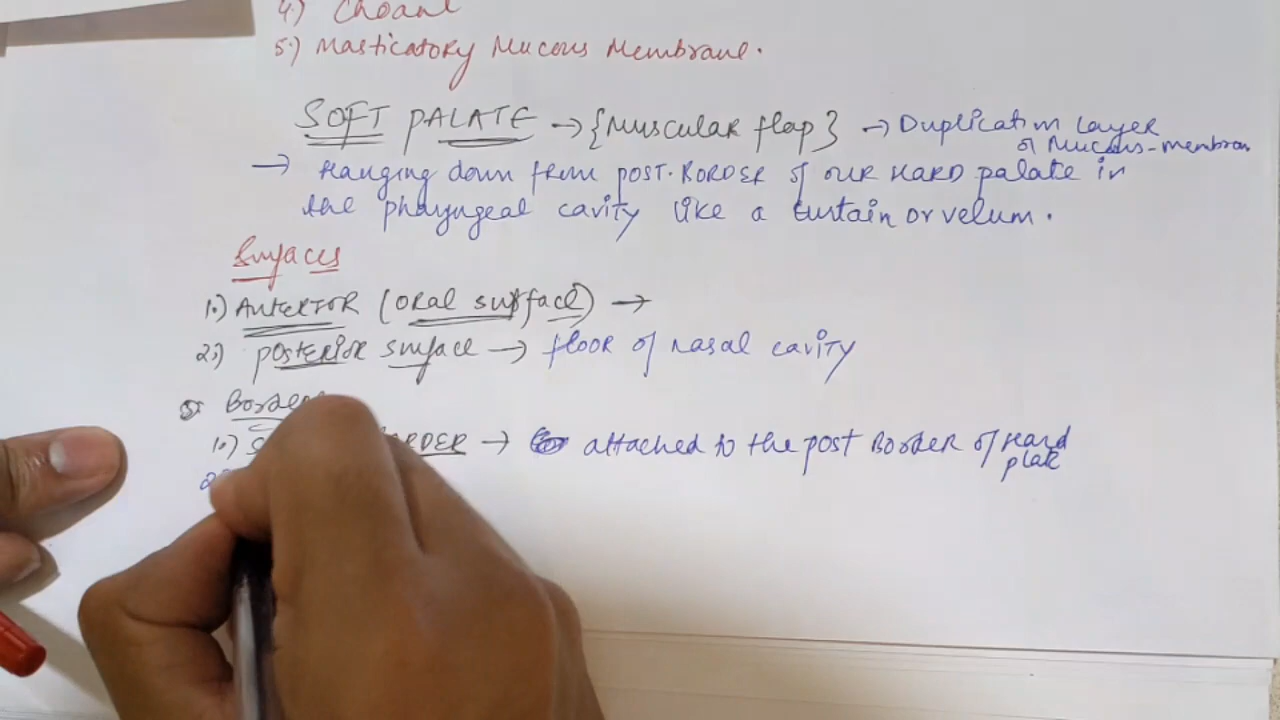 4.) Choanl
5.) Masticatory Mucous Membrane.
SOFT PALATE → {Muscular flap} → Duplication Layer
of Mucous-membran
→ Hanging down from POST. BORDER of OUR HARD palate in
the phayngeal cavity like a curtain or velum.
Surfaces
1.) ANTERIOR (oral surface) →
2.) POSTERIOR surface → floor of nasal cavity
Border
1.) S RDER → attached to the post Border of Hard
plate
2